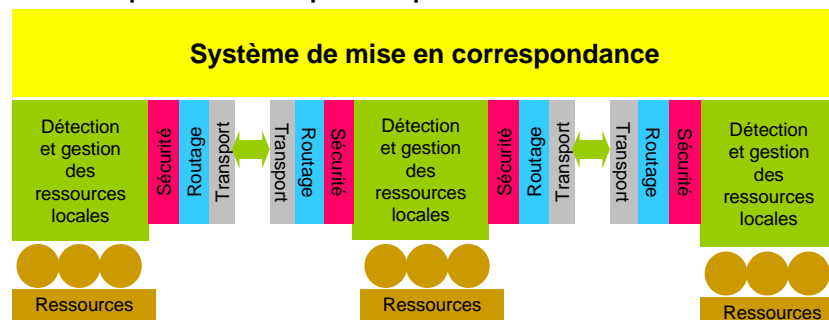 Système de mise en correspondance
Détection
et gestion
des
ressources
locales
Sécurité
Routage
Transport
Transport
Routage
Sécurité
Détection
et gestion
des
ressources
locales
Sécurité
Routage
Transport
Transport
Routage
Sécurité
Détection
et gestion
des
ressources
locales
Ressources
Ressources
Ressources